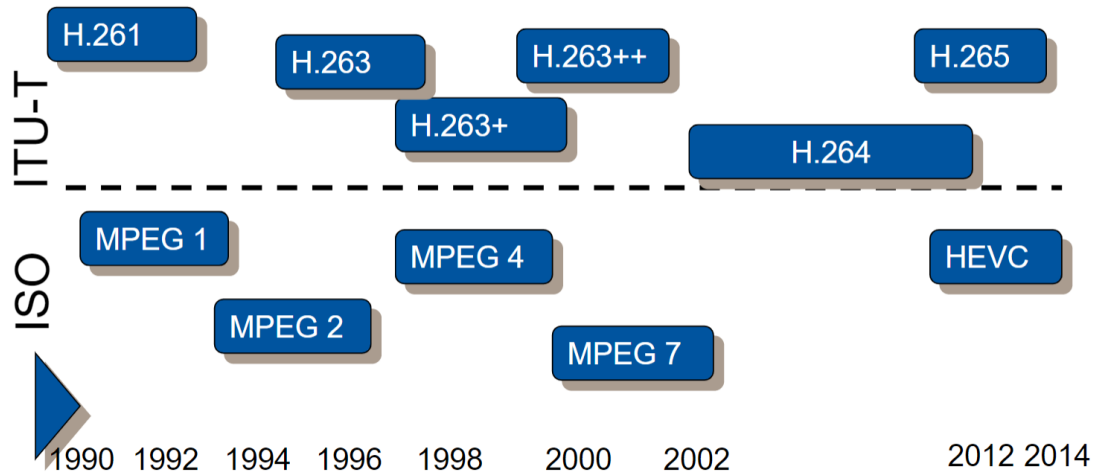 H.261
H.263
H.263++
H.265
H.263+
H.264
ITU-T
MPEG 1
MPEG 4
HEVC
MPEG 2
MPEG 7
ISO
1990 1992 1994 1996 1998 2000 2002 2012 2014